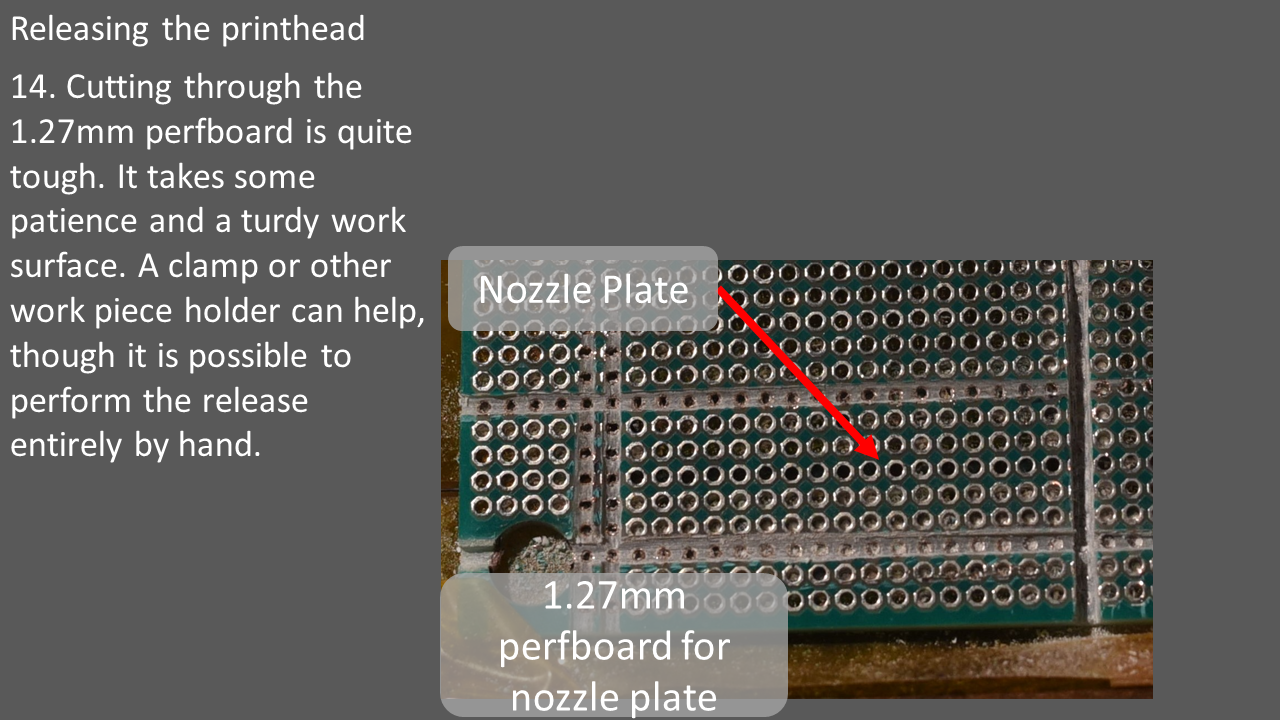 Releasing the printhead
14. Cutting through the
1.27mm perfboard is quite
tough. It takes some
patience and a turdy work
surface. A clamp or other
work piece holder can help,
though it is possible to
perform the release
entirely by hand.
Nozzle Plate
1.27mm
perfboard for
nozzle plate